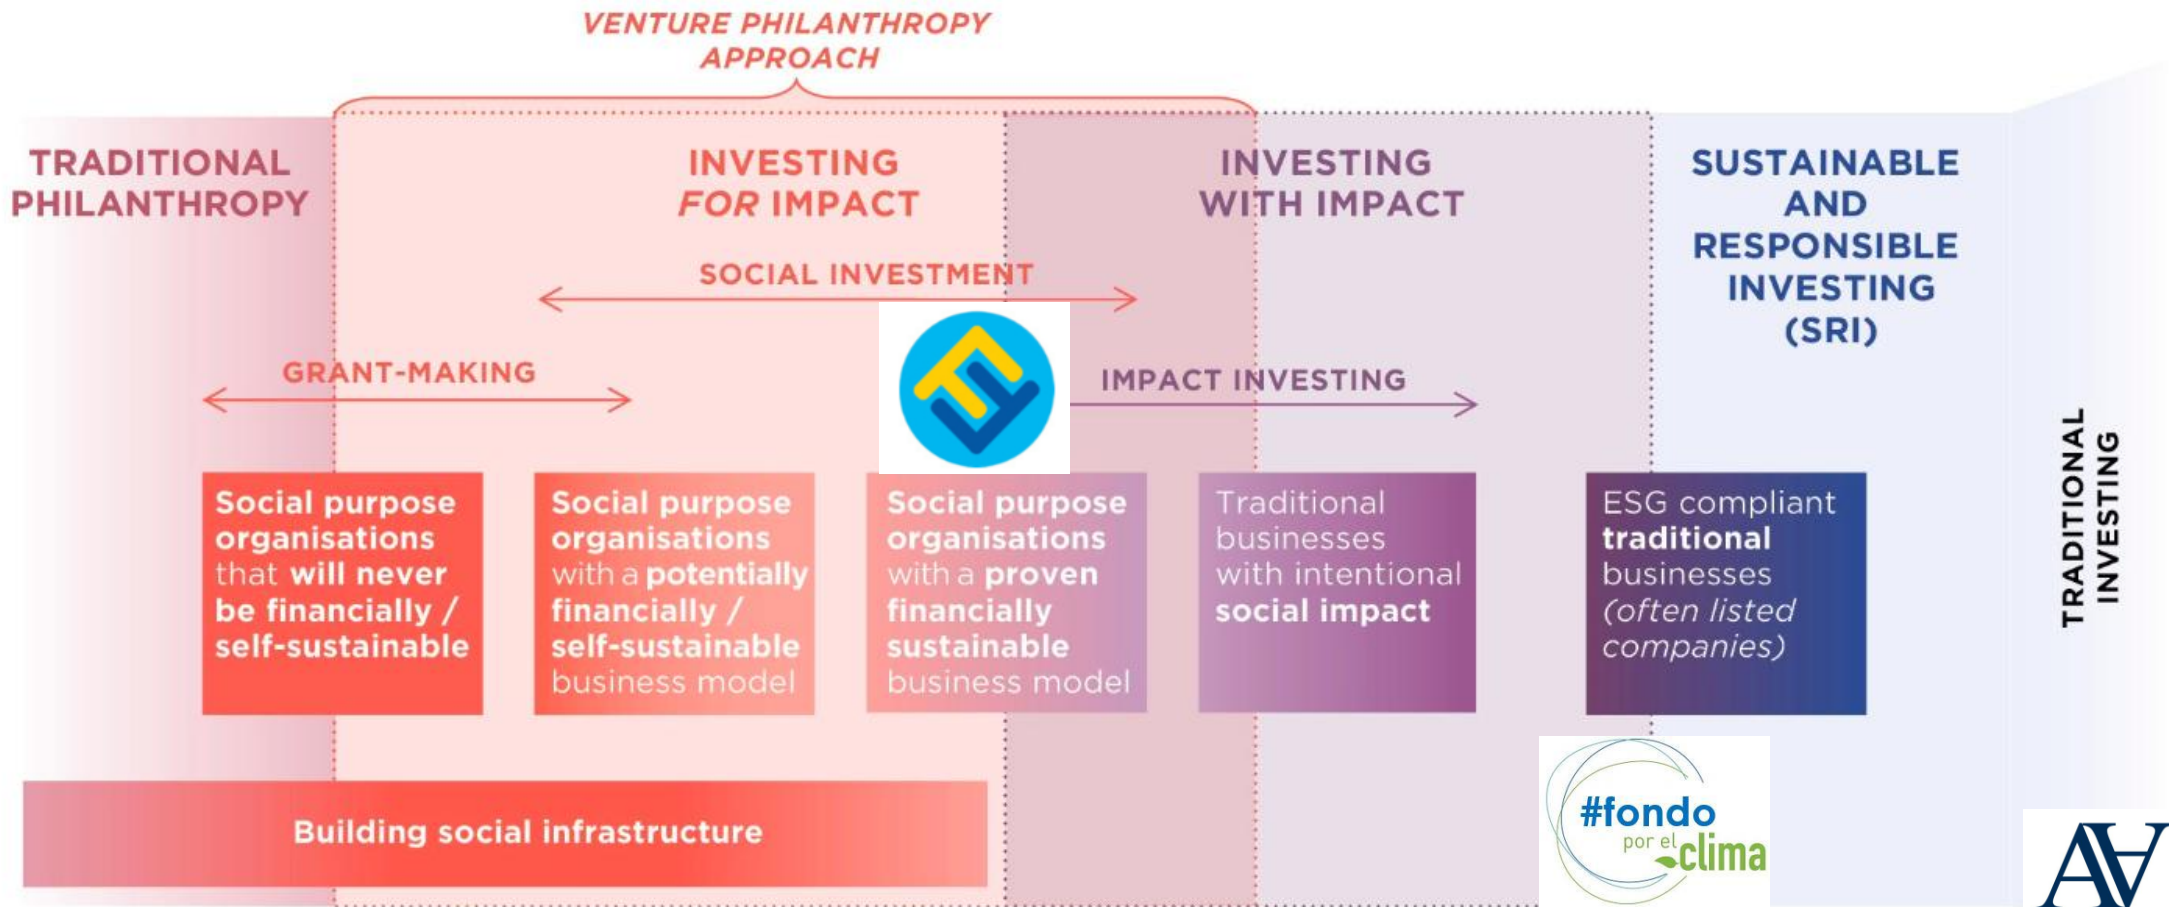 VENTURE PHILANTHROPY
APPROACH
TRADITIONAL
PHILANTHROPY
INVESTING
FOR IMPACT
INVESTING
WITH IMPACT
SUSTAINABLE
AND
RESPONSIBLE
INVESTING
(SRI)
SOCIAL INVESTMENT
GRANT-MAKING
IMPACT INVESTING
Social purpose
organisations
that will never
be financially /
self-sustainable
Social purpose
organisations
with a potentially
financially /
self-sustainable
business model
Social purpose
organisations
with a proven
financially
sustainable
business model
Traditional
businesses
with intentional
social impact
ESG compliant
traditional
businesses
(often listed
companies)
TRADITIONAL
INVESTING
Building social infrastructure
#fondo
por el
clima
AA